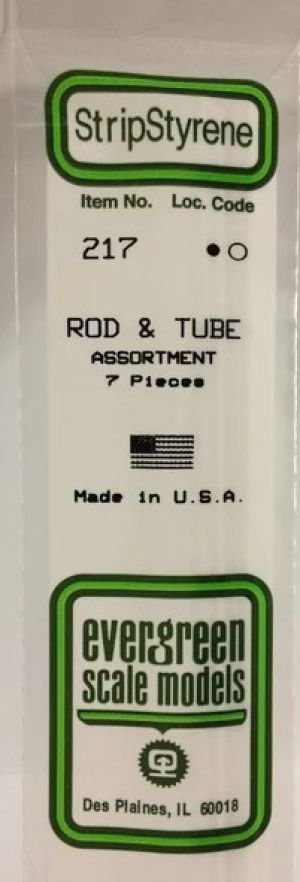 StripStyrene
Item No. Loc. Code
217 ●○
ROD & TUBE
ASSORTMENT
7 Pieces
Made in U.S.A.
evergreen
scale models
Des Plaines, IL 60018